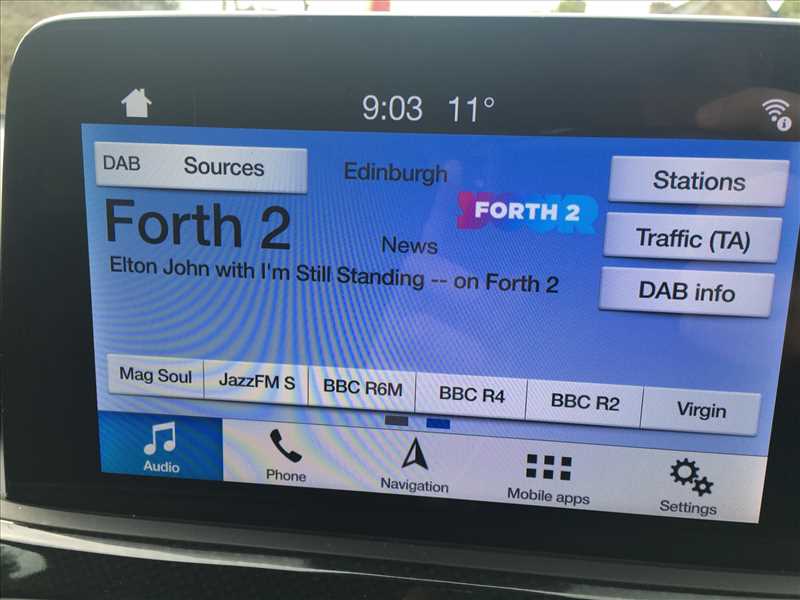 9:03 11°
DAB Sources
Edinburgh
Stations
Forth 2
FORTH 2
News
Traffic (TA)
Elton John with I'm Still Standing -- on Forth 2
DAB info
Mag Soul JazzFM S BBC R6M BBC R4 BBC R2 Virgin
Audio Phone Navigation Mobile apps Settings